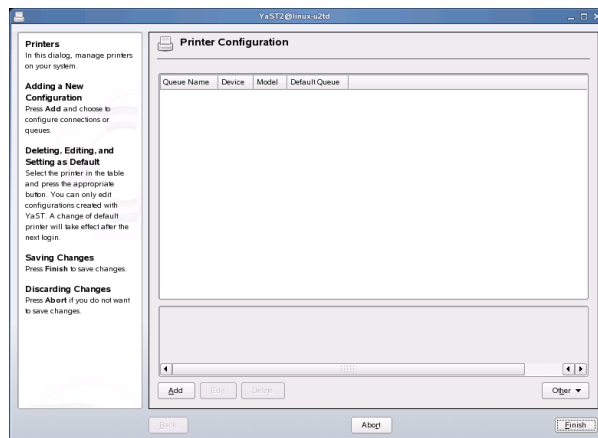 YaST2@linux-u2td
Printers
In this dialog, manage printers
on your system.
Adding a New
Configuration
Press Add and choose to
configure connections or
queues.
Deleting, Editing, and
Setting as Default
Select the printer in the table
and press the appropriate
button. You can only edit
configurations created with
YaST. A change of default
printer will take effect after the
next login.
Saving Changes
Press Finish to save changes.
Discarding Changes
Press Abort if you do not want
to save changes.
Printer Configuration
Queue Name Device Model Default Queue
Add Edit Delete Other
Back Abort Finish